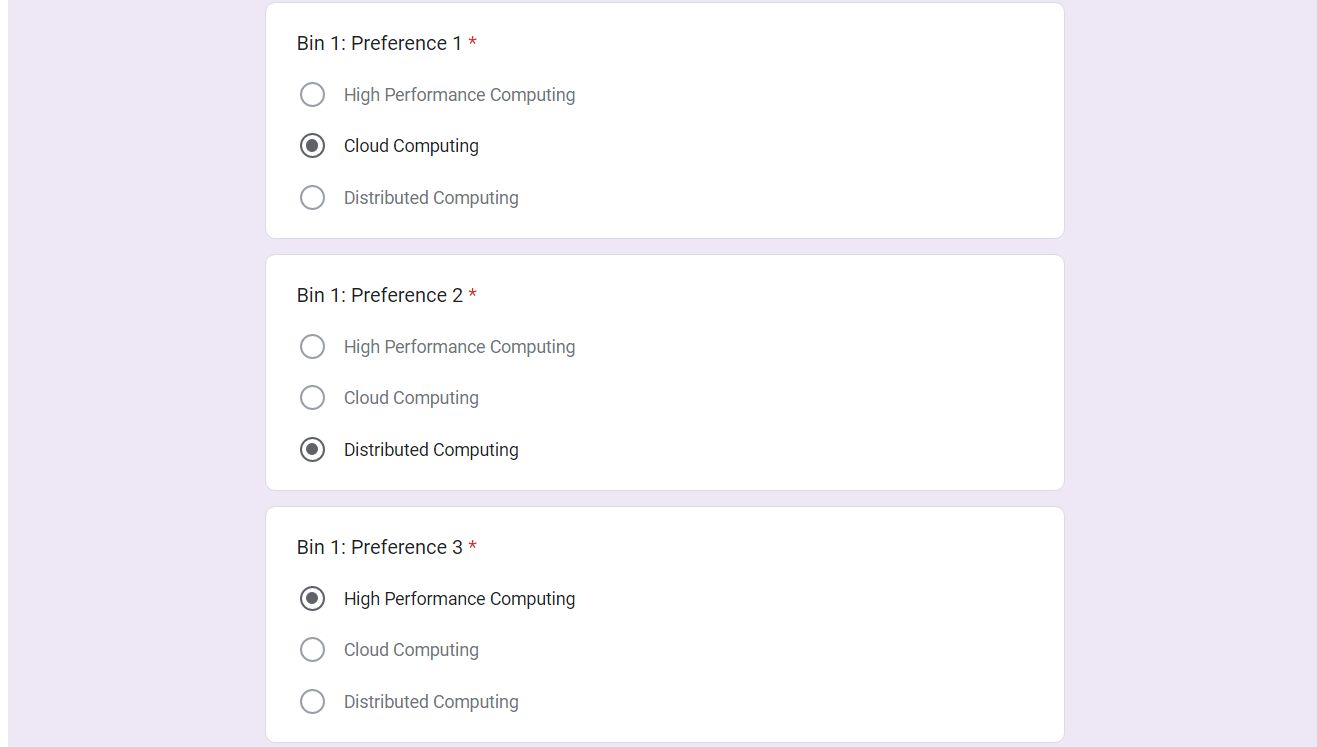 Bin 1: Preference 1 *
High Performance Computing
Cloud Computing
Distributed Computing
Bin 1: Preference 2 *
High Performance Computing
Cloud Computing
Distributed Computing
Bin 1: Preference 3 *
High Performance Computing
Cloud Computing
Distributed Computing